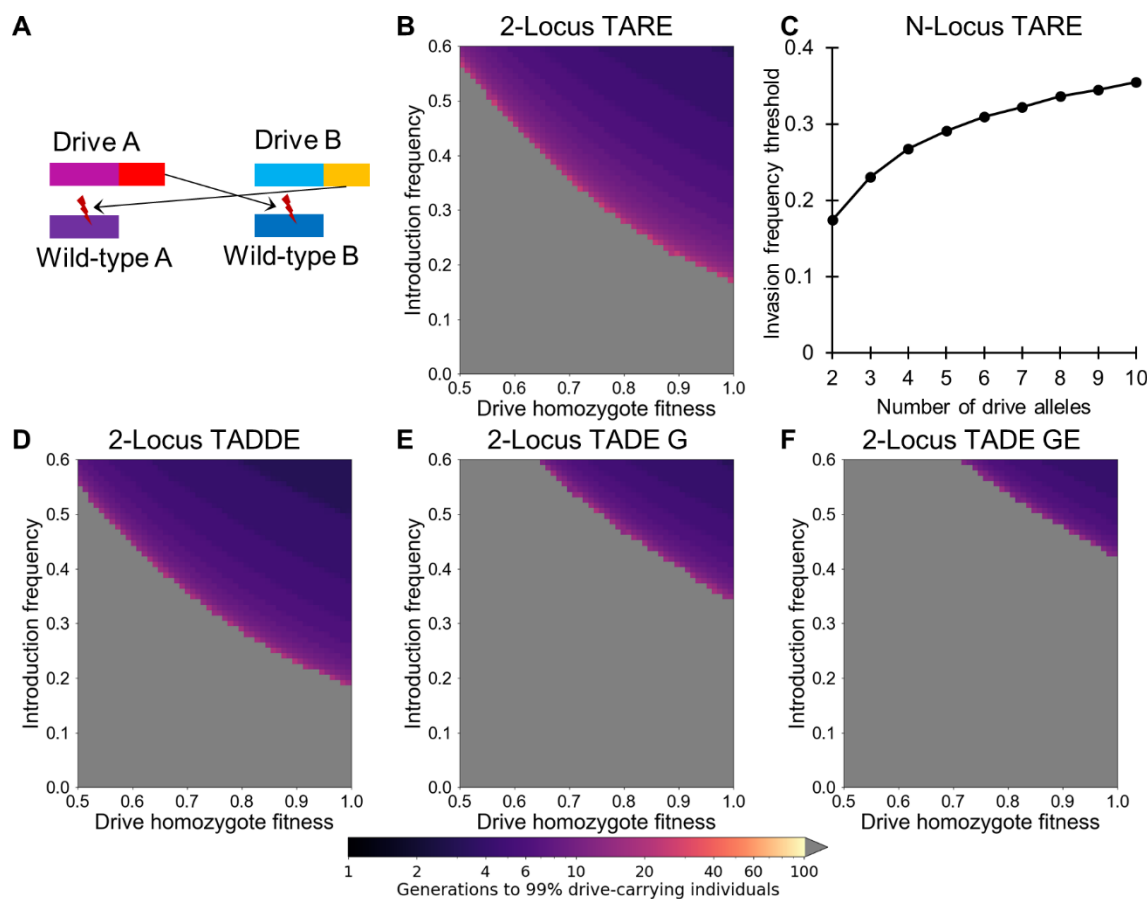 A
Drive A
Drive B
Wild-type A
Wild-type B
B
2-Locus TARE
Introduction frequency
0.6
0.5
0.4
0.3
0.2
0.1
0.0
0.5 0.6 0.7 0.8 0.9 1.0
Drive homozygote fitness
C
N-Locus TARE
Invasion frequency threshold
0.4
0.3
0.2
0.1
0
2 3 4 5 6 7 8 9 10
Number of drive alleles
D
2-Locus TADDE
Introduction frequency
0.6
0.5
0.4
0.3
0.2
0.1
0.0
0.5 0.6 0.7 0.8 0.9 1.0
Drive homozygote fitness
E
2-Locus TADE G
Introduction frequency
0.6
0.5
0.4
0.3
0.2
0.1
0.0
0.5 0.6 0.7 0.8 0.9 1.0
Drive homozygote fitness
F
2-Locus TADE GE
Introduction frequency
0.6
0.5
0.4
0.3
0.2
0.1
0.0
0.5 0.6 0.7 0.8 0.9 1.0
Drive homozygote fitness
1 2 4 6 10 20 40 60 100
Generations to 99% drive-carrying individuals